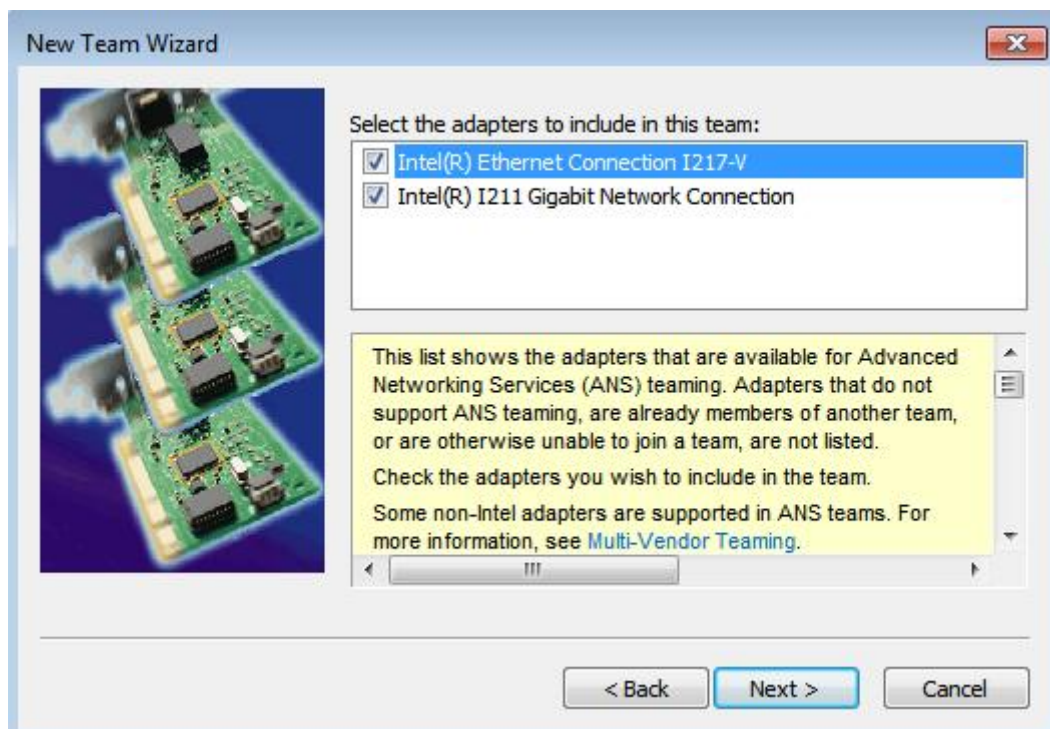 New Team Wizard
Select the adapters to include in this team:
Intel(R) Ethernet Connection I217-V
Intel(R) I211 Gigabit Network Connection
This list shows the adapters that are available for Advanced
Networking Services (ANS) teaming. Adapters that do not
support ANS teaming, are already members of another team,
or are otherwise unable to join a team, are not listed.
Check the adapters you wish to include in the team.
Some non-Intel adapters are supported in ANS teams. For
more information, see Multi-Vendor Teaming.
< Back Next > Cancel